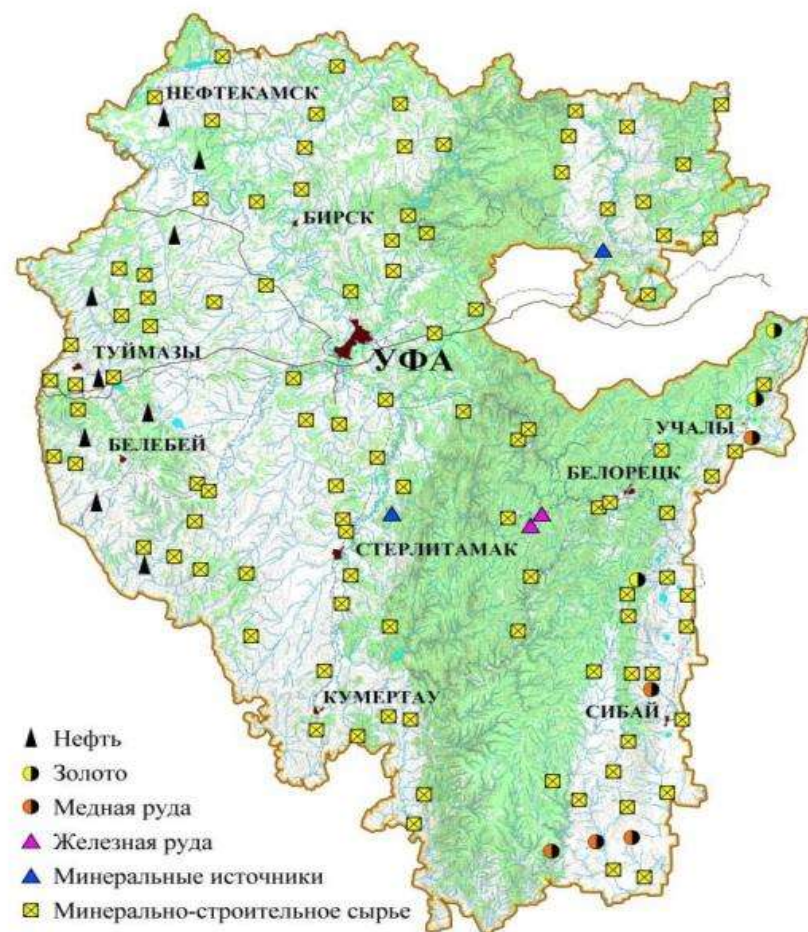 НЕФТЕКАМСК
БИРСК
ТУЙМАЗЫ
УФА
УЧАЛЫ
БЕЛЕБЕЙ
БЕЛОРЕЦК
СТЕРЛИТАМАК
КУМЕРТАУ
СИБАЙ
Нефть
Золото
Медная руда
Железная руда
Минеральные источники
Минерально-строительное сырье